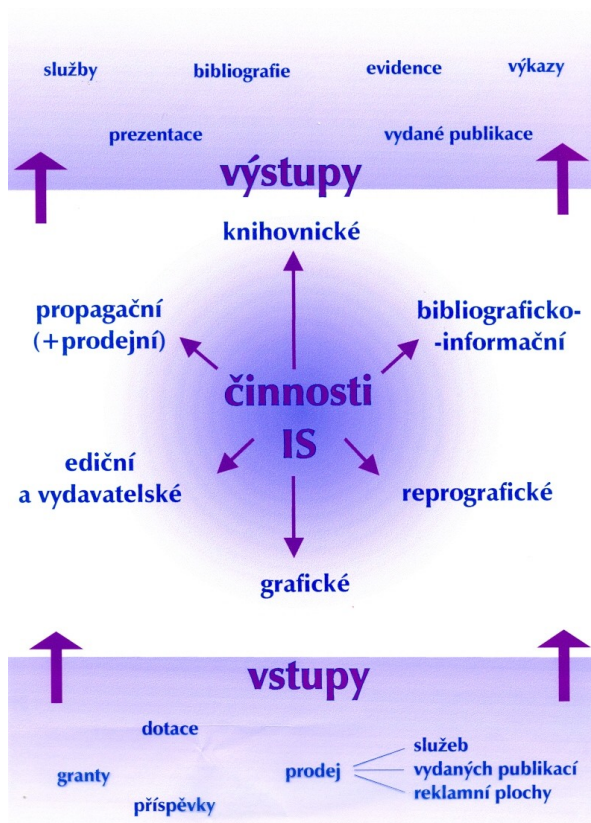 služby bibliografie evidence výkazy
prezentace vydané publikace
výstupy
knihovnické
propagační
(+prodejní)
bibliograficko-
-informační
činnosti
IS
ediční
a vydavatelské
reprografické
grafické
vstupy
dotace
granty
příspěvky
prodej
služeb
vydaných publikací
reklamní plochy